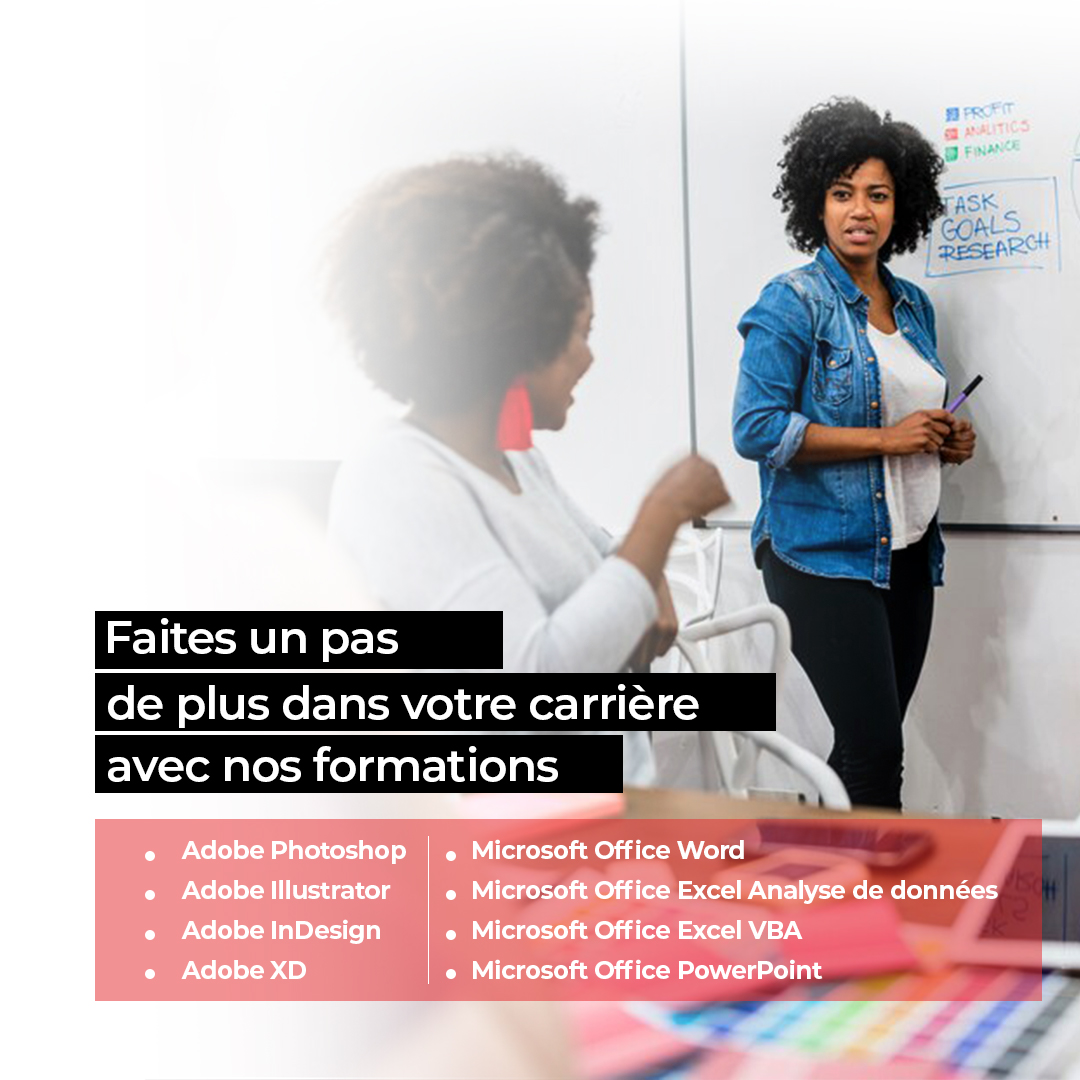 PROFIT
ANALITICS
FINANCE
TASK
GOALS
RESEARCH
Faites un pas
de plus dans votre carrière
avec nos formations
Adobe Photoshop
Adobe Illustrator
Adobe InDesign
Adobe XD
Microsoft Office Word
Microsoft Office Excel Analyse de données
Microsoft Office Excel VBA
Microsoft Office PowerPoint